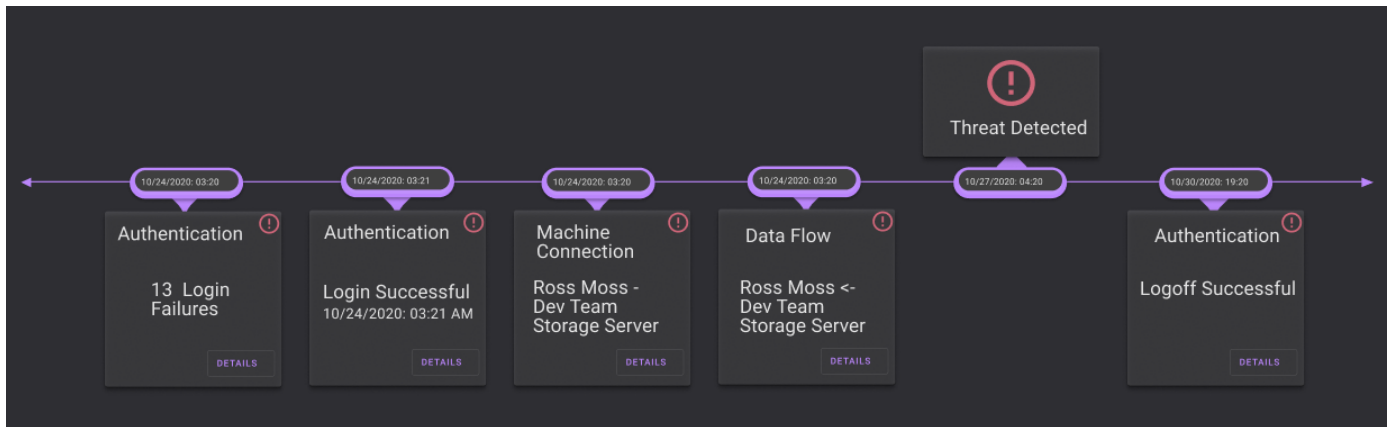 Threat Detected
10/24/2020: 03:20
10/24/2020: 03:21
10/24/2020: 03:20
10/24/2020: 03:20
10/27/2020: 04:20
10/30/2020: 19:20
Authentication
13 Login
Failures
DETAILS
Authentication
Login Successful
10/24/2020: 03:21 AM
DETAILS
Machine
Connection
Ross Moss -
Dev Team
Storage Server
DETAILS
Data Flow
Ross Moss <-
Dev Team
Storage Server
DETAILS
Authentication
Logoff Successful
DETAILS